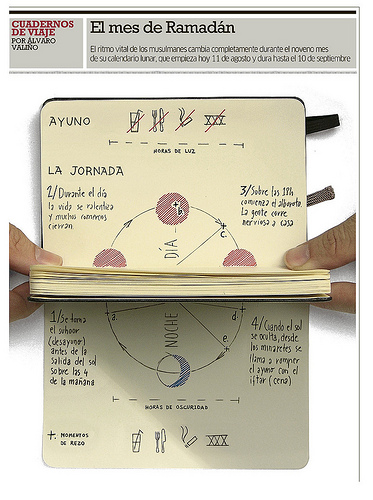 CUADERNOS
DE VIAJE
POR ÁLVARO
VALIÑO
El mes de Ramadán
El ritmo vital de los musulmanes cambia completamente durante el noveno mes
de su calendario lunar, que empieza hoy 11 de agosto y dura hasta el 10 de septiembre
AYUNO
XXX
HORAS DE LUZ
LA JORNADA
2/Durante el día
la vida se ralentiza
y muchos comercios
cierran
3/Sobre las 18h
comienza el alboroto.
La gente corre
nerviosa a casa
b.
c.
DÍA
1/Se toma
el suhoor
(desayuno)
antes de la
salida del sol
sobre las 4
de la mañana
a.
NOCHE
d.
e.
4/Cuando el sol
se oculta, desde
los minaretes se
llama a romper
el ayuno con el
iftar (cena)
HORAS DE OSCURIDAD
+. MOMENTOS
DE REZO
XXX